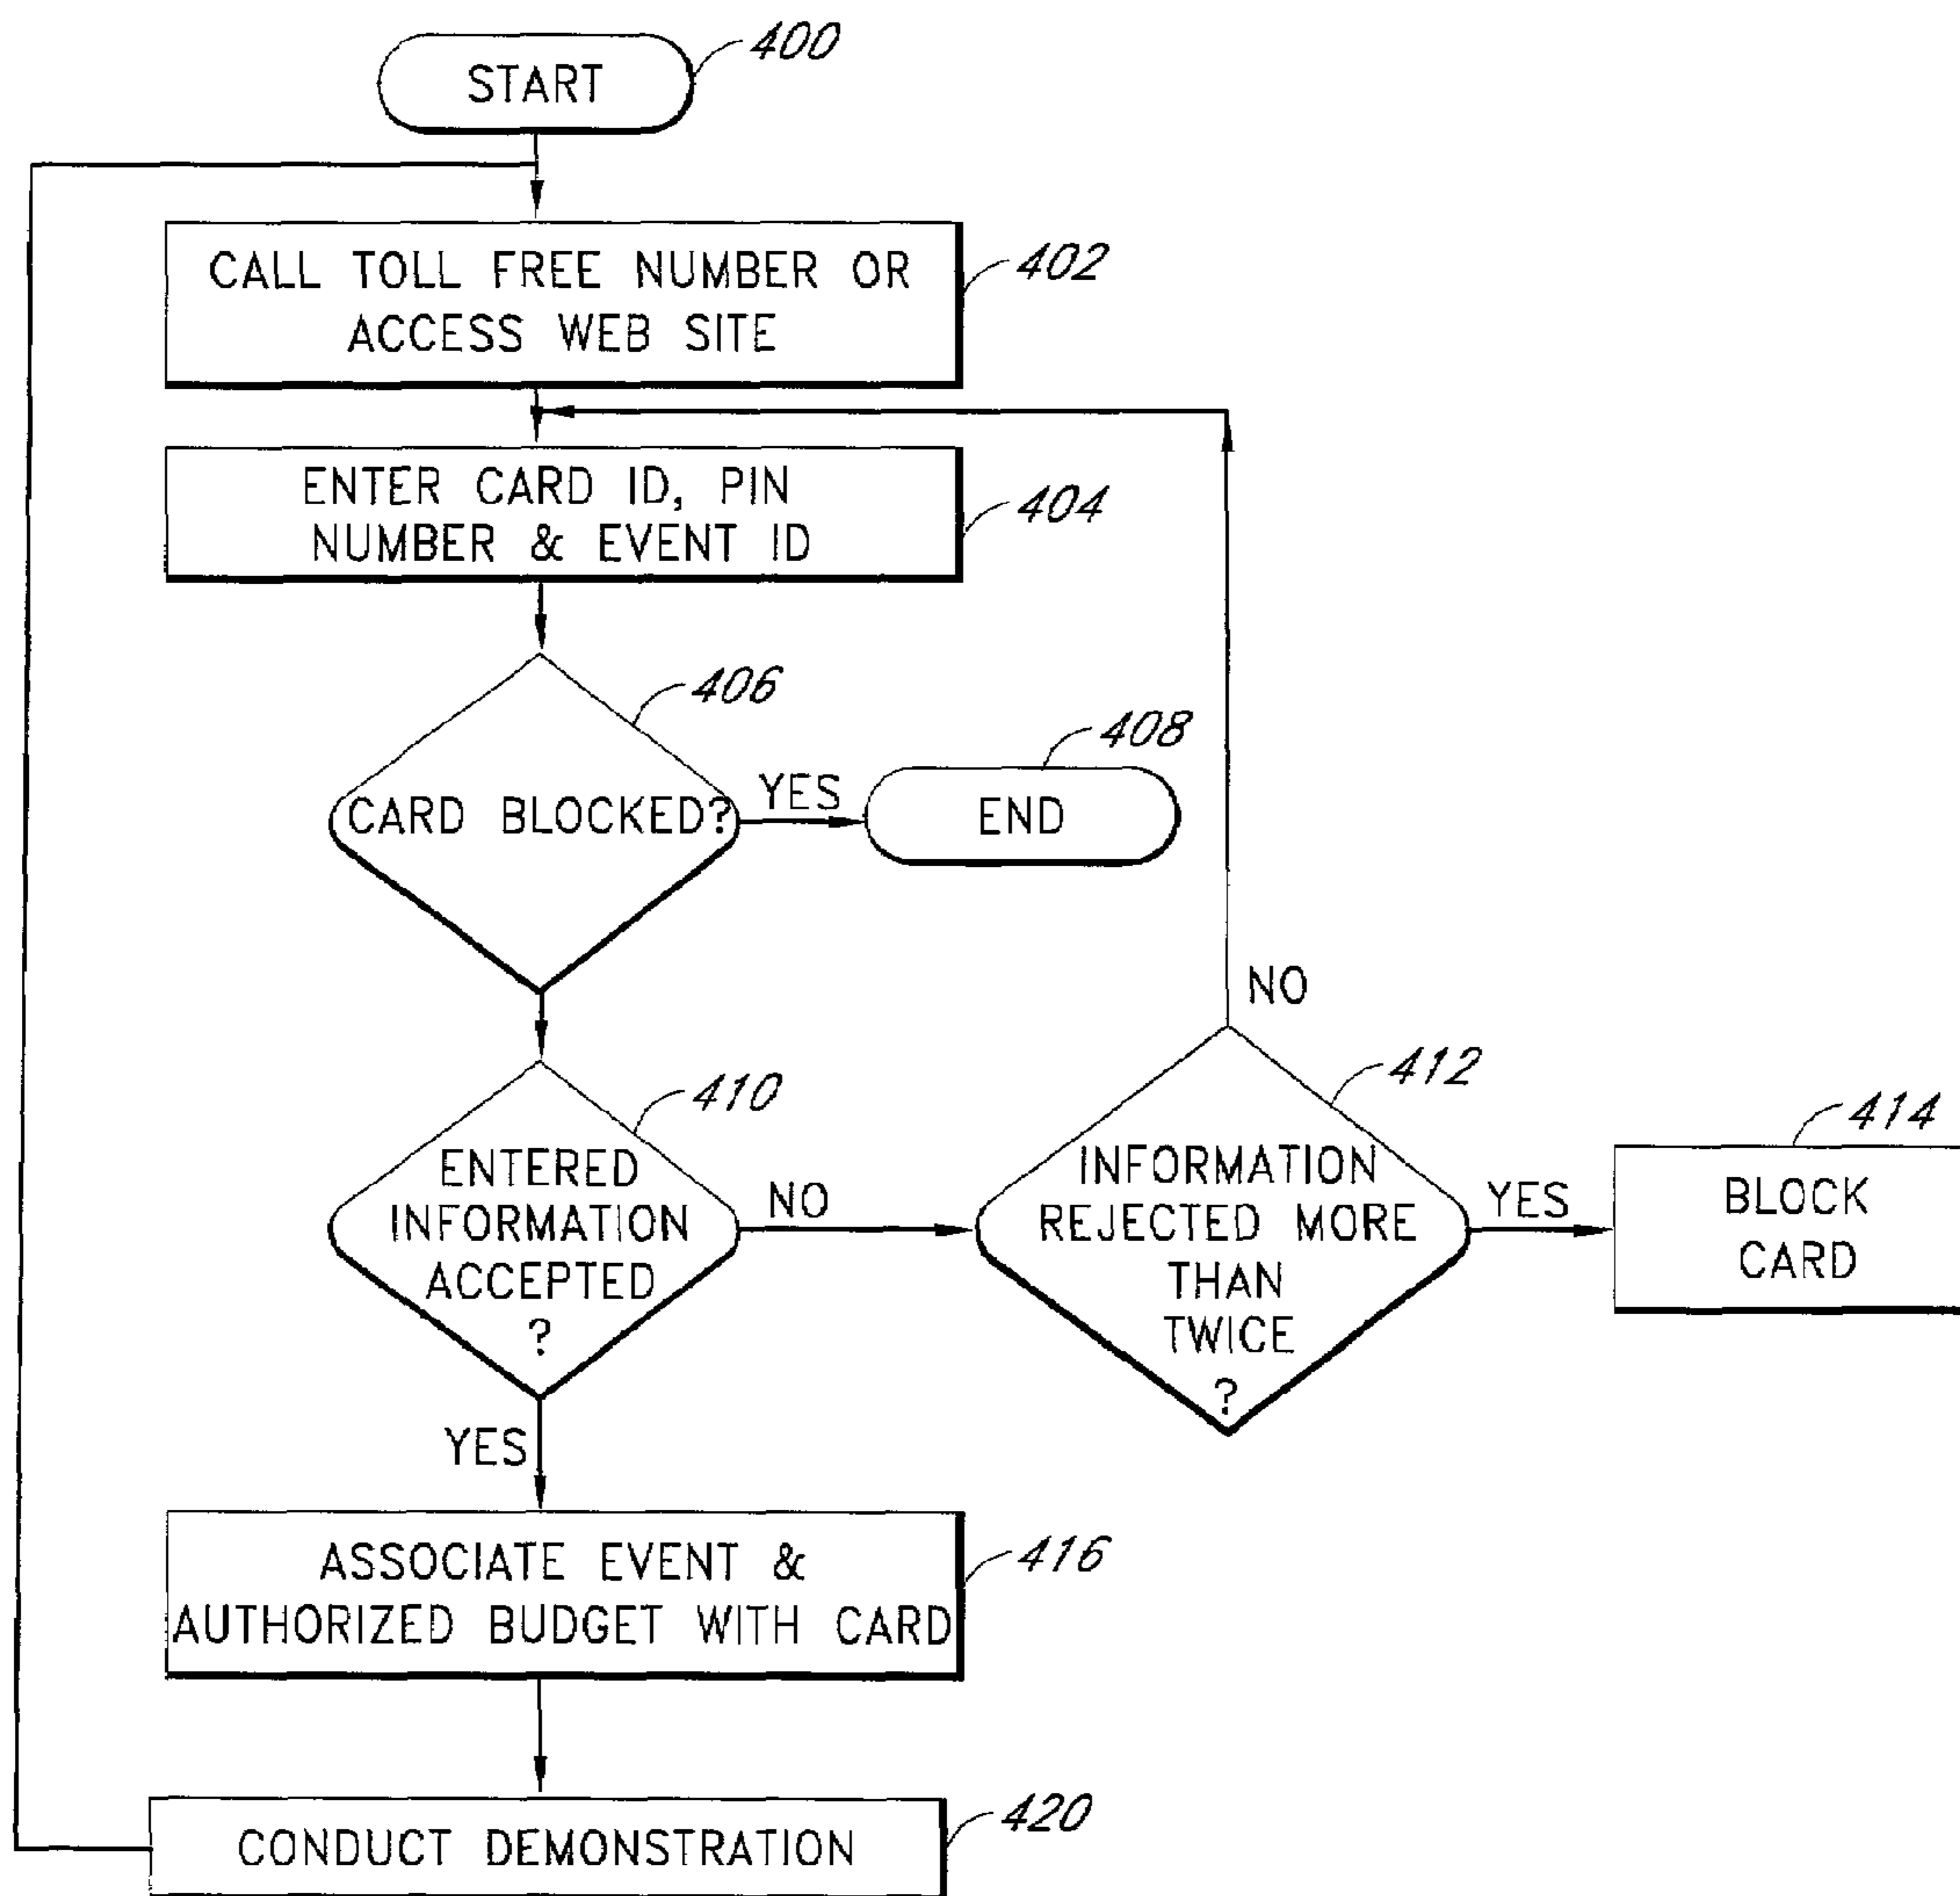 START
400
CALL TOLL FREE NUMBER OR
ACCESS WEB SITE
402
ENTER CARD ID, PIN
NUMBER & EVENT ID
404
406
CARD BLOCKED?
YES
408
END
410
ENTERED
INFORMATION
ACCEPTED
?
NO
NO
412
INFORMATION
REJECTED MORE
THAN
TWICE
?
YES
414
BLOCK
CARD
YES
ASSOCIATE EVENT &
AUTHORIZED BUDGET WITH CARD
416
CONDUCT DEMONSTRATION
420